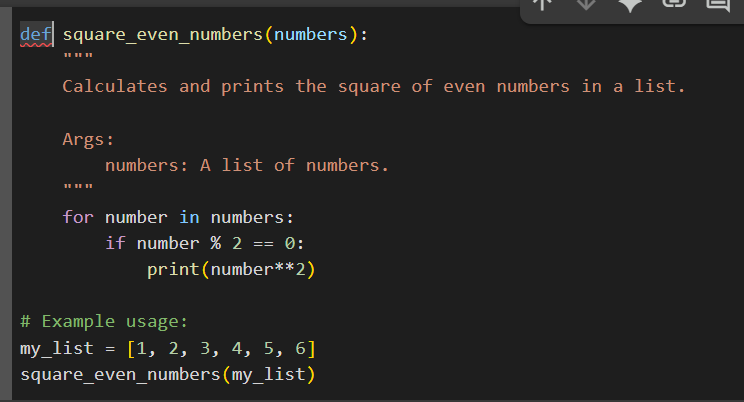 def square_even_numbers(numbers):
    """
    Calculates and prints the square of even numbers in a list.

    Args:
        numbers: A list of numbers.
    """
    for number in numbers:
        if number % 2 == 0:
            print(number**2)

# Example usage:
my_list = [1, 2, 3, 4, 5, 6]
square_even_numbers(my_list)